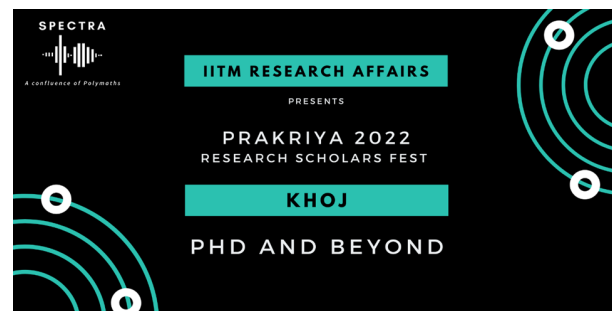 SPECTRA
A confluence of Polymaths
IITM RESEARCH AFFAIRS
PRESENTS
PRAKRIYA 2022
RESEARCH SCHOLARS FEST
KHOJ
PHD AND BEYOND